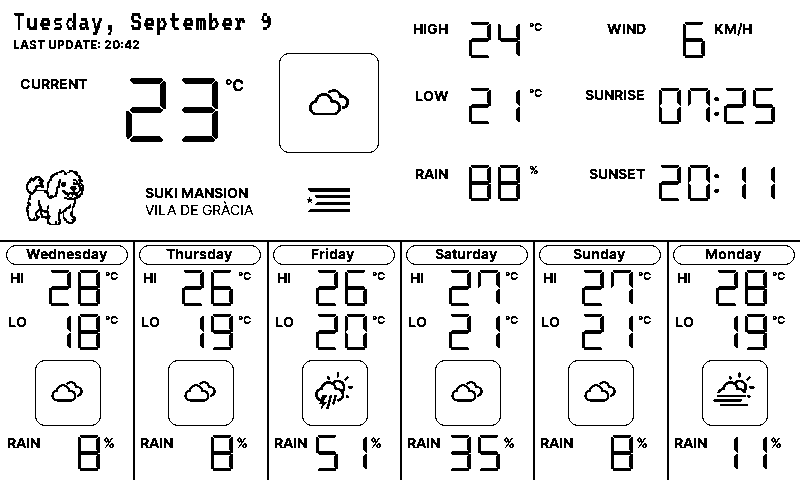 Tuesday, September 9
LAST UPDATE: 20:42
CURRENT 23 °C
SUKI MANSION
VILA DE GRÀCIA
HIGH 24 °C
LOW 21 °C
RAIN 88 %
WIND 6 KM/H
SUNRISE 07:25
SUNSET 20:11
Wednesday
HI 28 °C
LO 18 °C
RAIN 8 %
Thursday
HI 26 °C
LO 19 °C
RAIN 8 %
Friday
HI 26 °C
LO 20 °C
RAIN 51 %
Saturday
HI 27 °C
LO 21 °C
RAIN 35 %
Sunday
HI 27 °C
LO 21 °C
RAIN 8 %
Monday
HI 28 °C
LO 19 °C
RAIN 11 %